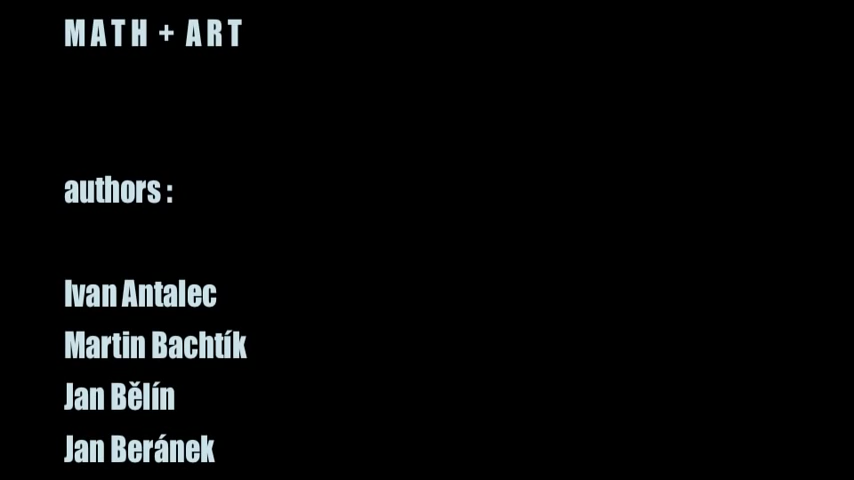 MATH + ART
authors :
Ivan Antalec
Martin Bachtík
Jan Bělín
Jan Beránek